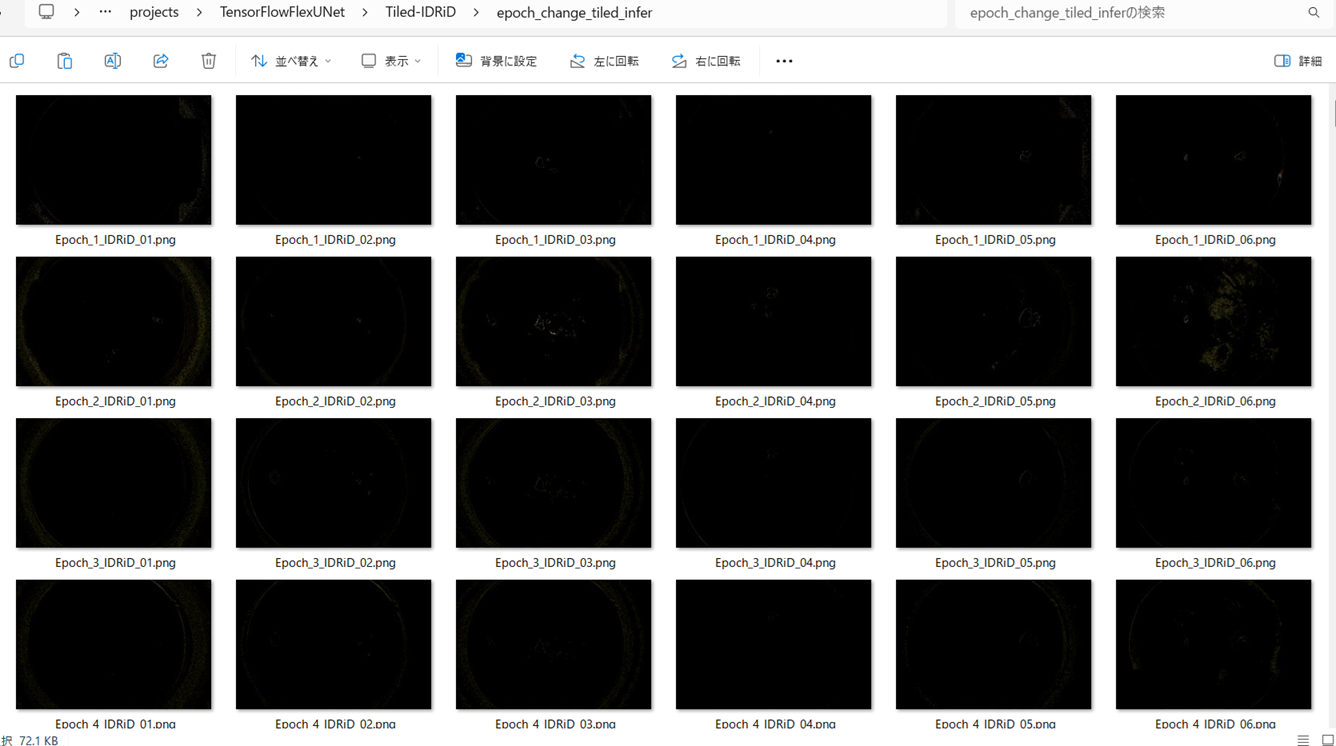 … projects > TensorFlowFlexUNet > Tiled-IDRiD > epoch_change_tiled_infer
epoch_change_tiled_inferの検索
並べ替え 表示 背景に設定 左に回転 右に回転 … 詳細
Epoch_1_IDRiD_01.png Epoch_1_IDRiD_02.png Epoch_1_IDRiD_03.png Epoch_1_IDRiD_04.png Epoch_1_IDRiD_05.png Epoch_1_IDRiD_06.png
Epoch_2_IDRiD_01.png Epoch_2_IDRiD_02.png Epoch_2_IDRiD_03.png Epoch_2_IDRiD_04.png Epoch_2_IDRiD_05.png Epoch_2_IDRiD_06.png
Epoch_3_IDRiD_01.png Epoch_3_IDRiD_02.png Epoch_3_IDRiD_03.png Epoch_3_IDRiD_04.png Epoch_3_IDRiD_05.png Epoch_3_IDRiD_06.png
Epoch_4_IDRiD_01.png Epoch_4_IDRiD_02.png Epoch_4_IDRiD_03.png Epoch_4_IDRiD_04.png Epoch_4_IDRiD_05.png Epoch_4_IDRiD_06.png
択 72.1 KB